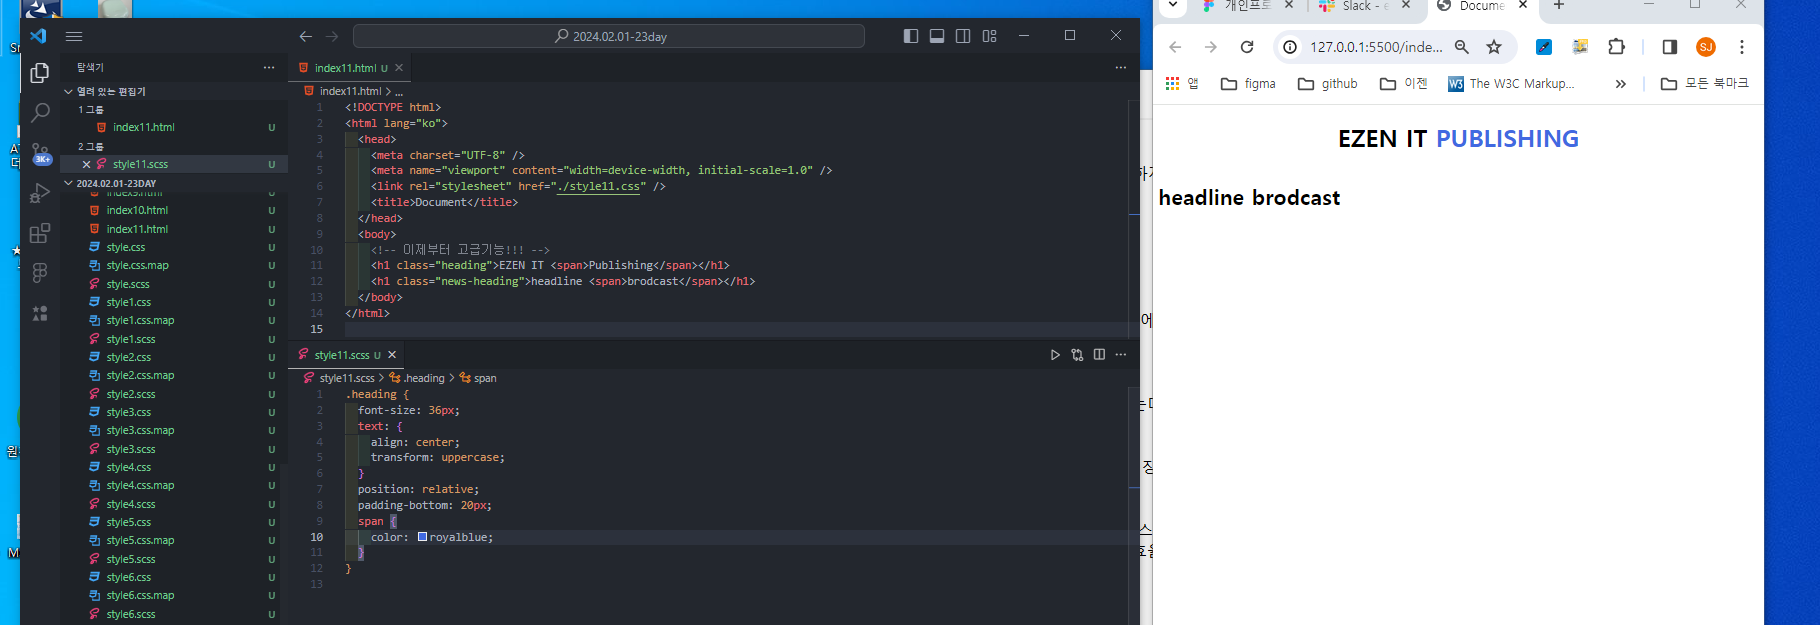 2024.02.01-23day
탐색기
열려 있는 편집기
1 그룹
index11.html U
2 그룹
style11.scss U
2024.02.01-23DAY
index9.html U
index10.html U
index11.html U
style.css U
style.css.map U
style.scss U
style1.css U
style1.css.map U
style1.scss U
style2.css U
style2.css.map U
style2.scss U
style3.css U
style3.css.map U
style3.scss U
style4.css U
style4.css.map U
style4.scss U
style5.css U
style5.css.map U
style5.scss U
style6.css U
style6.css.map U
style6.scss U
3K+
index11.html U
index11.html > ...
1 <!DOCTYPE html>
2 <html lang="ko">
3 <head>
4 <meta charset="UTF-8" />
5 <meta name="viewport" content="width=device-width, initial-scale=1.0" />
6 <link rel="stylesheet" href="./style11.css" />
7 <title>Document</title>
8 </head>
9 <body>
10 <!-- 이제부터 고급기능!!! -->
11 <h1 class="heading">EZEN IT <span>Publishing</span></h1>
12 <h1 class="news-heading">headline <span>brodcast</span></h1>
13 </body>
14 </html>
15
style11.scss U
style11.scss > .heading > span
1 .heading {
2 font-size: 36px;
3 text: {
4 align: center;
5 transform: uppercase;
6 }
7 position: relative;
8 padding-bottom: 20px;
9 span {
10 color: royalblue;
11 }
12 }
13
개인프로
Slack - e
Docume
127.0.0.1:5500/inde...
SJ
앱
figma
github
이젠
W3 The W3C Markup...
모든 북마크
EZEN IT PUBLISHING
headline brodcast